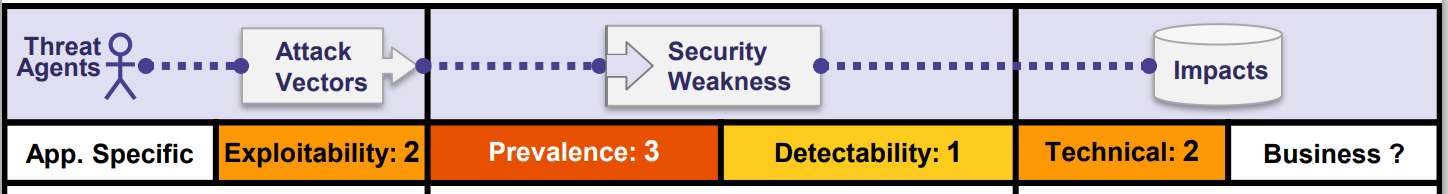 Threat
Agents
Attack
Vectors
Security
Weakness
Impacts
App. Specific
Exploitability: 2
Prevalence: 3
Detectability: 1
Technical: 2
Business ?